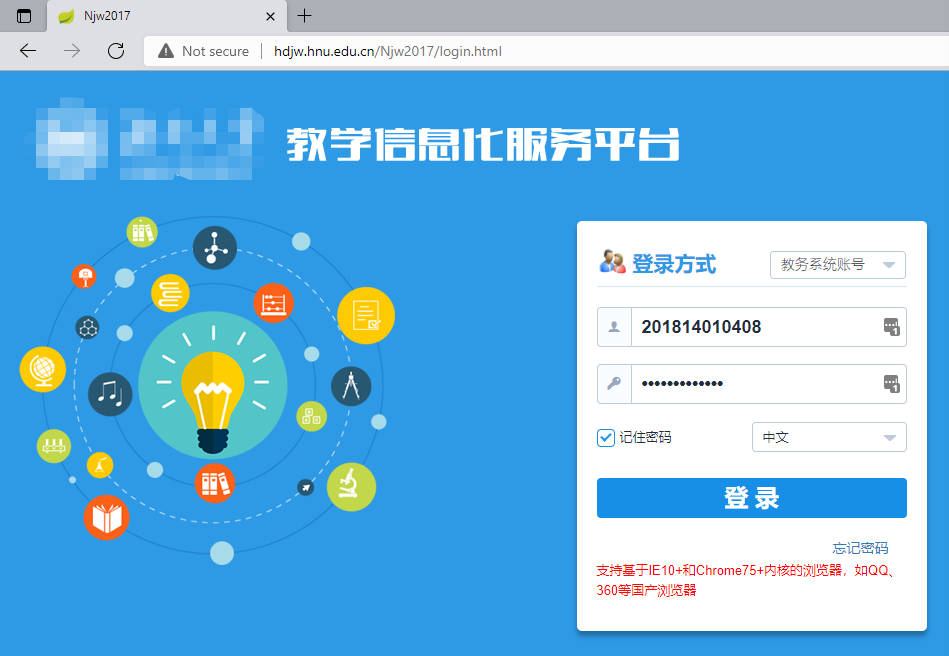 Njw2017
Not secure
hdjw.hnu.edu.cn/Njw2017/login.html
教学信息化服务平台
登录方式
教务系统账号
201814010408
•••••••••••••
记住密码
中文
登 录
忘记密码
支持基于IE10+和Chrome75+内核的浏览器，如QQ、
360等国产浏览器